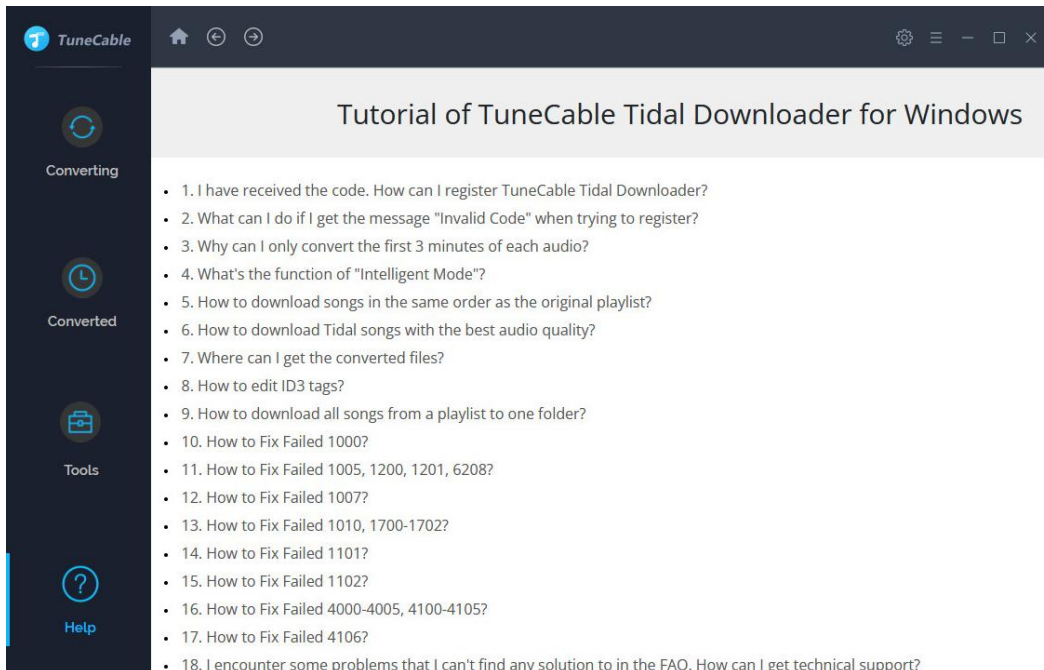 TuneCable
Tutorial of TuneCable Tidal Downloader for Windows
Converting
Converted
Tools
Help
1. I have received the code. How can I register TuneCable Tidal Downloader?
2. What can I do if I get the message "Invalid Code" when trying to register?
3. Why can I only convert the first 3 minutes of each audio?
4. What's the function of "Intelligent Mode"?
5. How to download songs in the same order as the original playlist?
6. How to download Tidal songs with the best audio quality?
7. Where can I get the converted files?
8. How to edit ID3 tags?
9. How to download all songs from a playlist to one folder?
10. How to Fix Failed 1000?
11. How to Fix Failed 1005, 1200, 1201, 6208?
12. How to Fix Failed 1007?
13. How to Fix Failed 1010, 1700-1702?
14. How to Fix Failed 1101?
15. How to Fix Failed 1102?
16. How to Fix Failed 4000-4005, 4100-4105?
17. How to Fix Failed 4106?
18. I encounter some problems that I can't find any solution to in the FAQ. How can I get technical support?